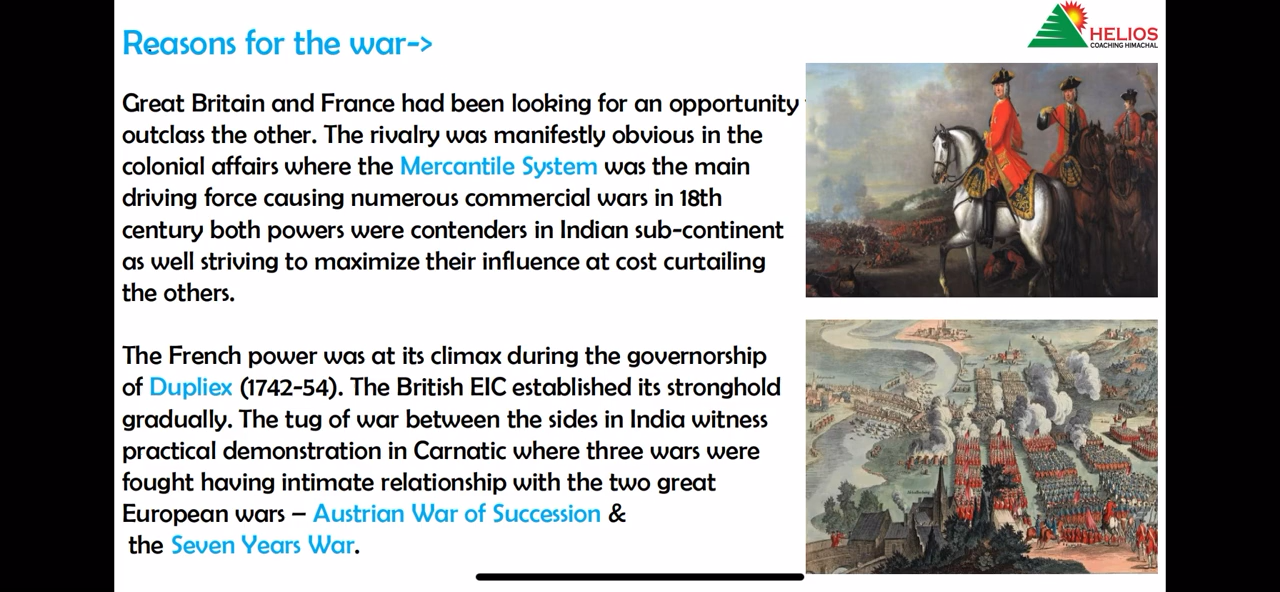 Reasons for the war->
HELIOS
COACHING HIMACHAL
Great Britain and France had been looking for an opportunity
outclass the other. The rivalry was manifestly obvious in the
colonial affairs where the Mercantile System was the main
driving force causing numerous commercial wars in 18th
century both powers were contenders in Indian sub-continent
as well striving to maximize their influence at cost curtailing
the others.
The French power was at its climax during the governorship
of Dupliex (1742-54). The British EIC established its stronghold
gradually. The tug of war between the sides in India witness
practical demonstration in Carnatic where three wars were
fought having intimate relationship with the two great
European wars – Austrian War of Succession &
the Seven Years War.